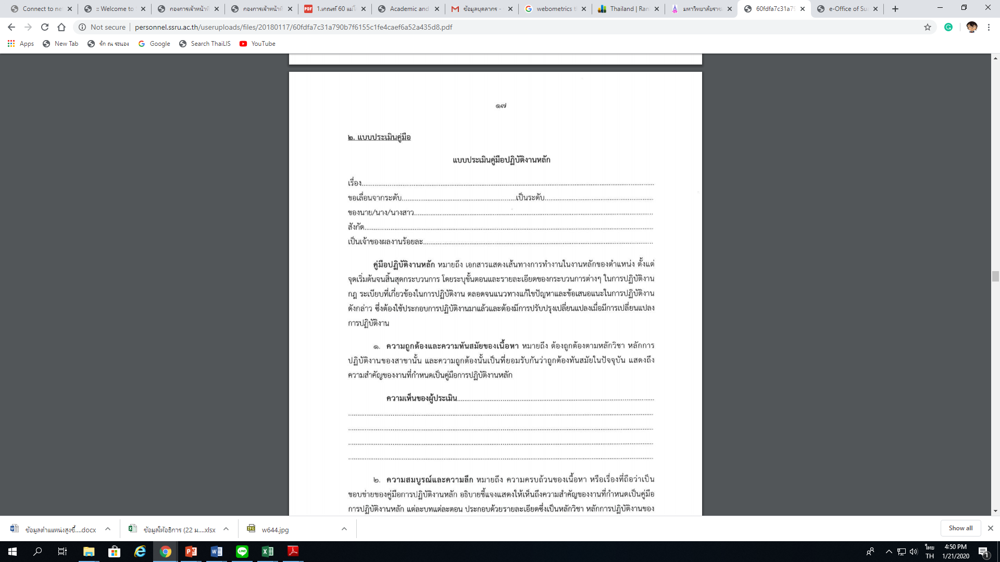 Connect to ne
:: Welcome to
กองการเจ้าหน้าที
กองการเจ้าหน้าที
1.เกณฑ์ 60 แม่โ
Academic and
ข้อมูลบุคลากร -
webometrics t
Thailand | Ran
มหาวิทยาลัยราช
60fdfa7c31a79
e-Office of Su
Not secure
personnel.ssru.ac.th/useruploads/files/20180117/60fdfa7c31a790b7f6155c1fe4caef6a52a435d8.pdf
Apps
New Tab
รัก ณ ระนอง
Google
Search ThaiLIS
YouTube
๑๗
๒. แบบประเมินคู่มือ
แบบประเมินคู่มือปฏิบัติงานหลัก
เรื่อง
ขอเลื่อนจากระดับ เป็นระดับ
ของนาย/นาง/นางสาว
สังกัด
เป็นเจ้าของผลงานร้อยละ
คู่มือปฏิบัติงานหลัก หมายถึง เอกสารแสดงเส้นทางการทำงานในงานหลักของตำแหน่ง ตั้งแต่
จุดเริ่มต้นจนสิ้นสุดกระบวนการ โดยระบุขั้นตอนและรายละเอียดของกระบวนการต่างๆ ในการปฏิบัติงาน
กฎ ระเบียบที่เกี่ยวข้องในการปฏิบัติงาน ตลอดจนแนวทางแก้ไขปัญหาและข้อเสนอแนะในการปฏิบัติงาน
ดังกล่าว ซึ่งต้องใช้ประกอบการปฏิบัติงานมาแล้วและต้องมีการปรับปรุงเปลี่ยนแปลงเมื่อมีการเปลี่ยนแปลง
การปฏิบัติงาน
๑. ความถูกต้องและความทันสมัยของเนื้อหา หมายถึง ต้องถูกต้องตามหลักวิชา หลักการ
ปฏิบัติงานของสาขานั้น และความถูกต้องนั้นเป็นที่ยอมรับกันว่าถูกต้องทันสมัยในปัจจุบัน แสดงถึง
ความสำคัญของงานที่กำหนดเป็นคู่มือการปฏิบัติงานหลัก
ความเห็นของผู้ประเมิน
๒. ความสมบูรณ์และความลึก หมายถึง ความครบถ้วนของเนื้อหา หรือเรื่องที่ถือว่าเป็น
ขอบข่ายของคู่มือการปฏิบัติงานหลัก อธิบายชี้แจงแสดงให้เห็นถึงความสำคัญของงานที่กำหนดเป็นคู่มือ
การปฏิบัติงานหลัก แต่ละบทแต่ละตอน ประกอบด้วยรายละเอียดซึ่งเป็นหลักวิชา หลักการปฏิบัติงานของ
ข้อมูลตำแแหน่งสูงขึ้....docx
ข้อมูลให้อธิการ (22 ม....xlsx
w644.jpg
Show all
ไทย
TH
4:50 PM
1/21/2020
1